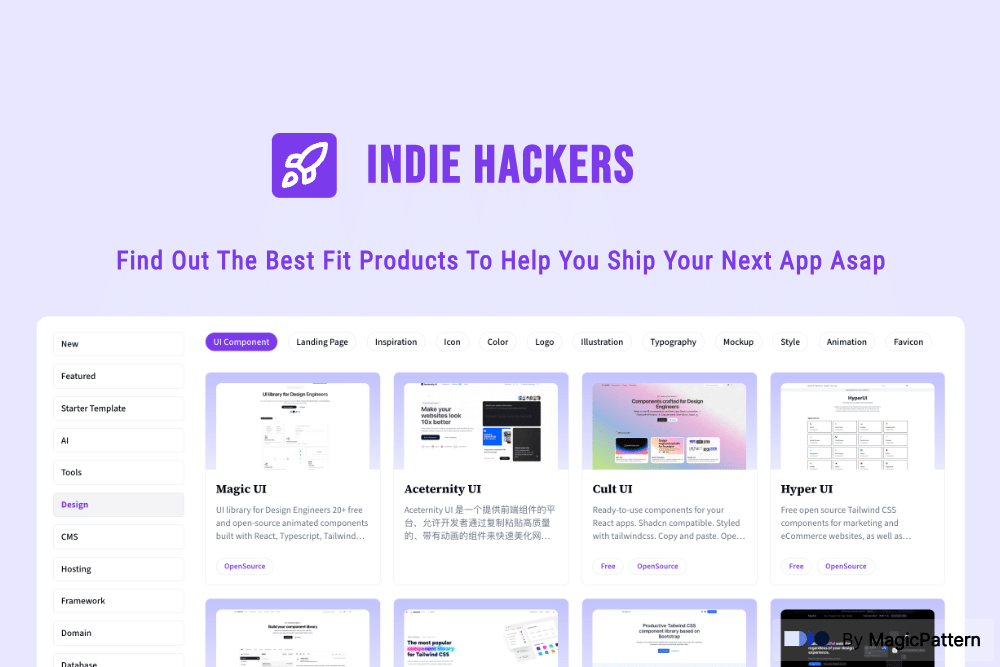 INDIE HACKERS
Find Out The Best Fit Products To Help You Ship Your Next App Asap
New
Featured
Starter Template
AI
Tools
Design
CMS
Hosting
Framework
Domain
Database
UI Component
Landing Page
Inspiration
Icon
Color
Logo
Illustration
Typography
Mockup
Style
Animation
Favicon
UI library for Design Engineers
Magic UI
UI library for Design Engineers 20+ free
and open-source animated components
built with React, Typescript, Tailwind…
OpenSource
Make your
websites look
10x better
Aceternity UI
Aceternity UI 是一个提供前端组件的平
台，允许开发者通过复制粘贴高质量
的、带有动画的组件来快速美化网…
Components crafted for Design
Engineers
Cult UI
Ready-to-use components for your
React apps. Shadcn compatible. Styled
with tailwindcss. Copy and paste. Ope…
Free
OpenSource
HyperUI
Hyper UI
Free open source Tailwind CSS
components for marketing and
eCommerce websites, as well as…
Free
OpenSource
Build your component library.
The most popular
component library
for Tailwind CSS
Productive Tailwind CSS
component library based on
Bootstrap
By MagicPattern